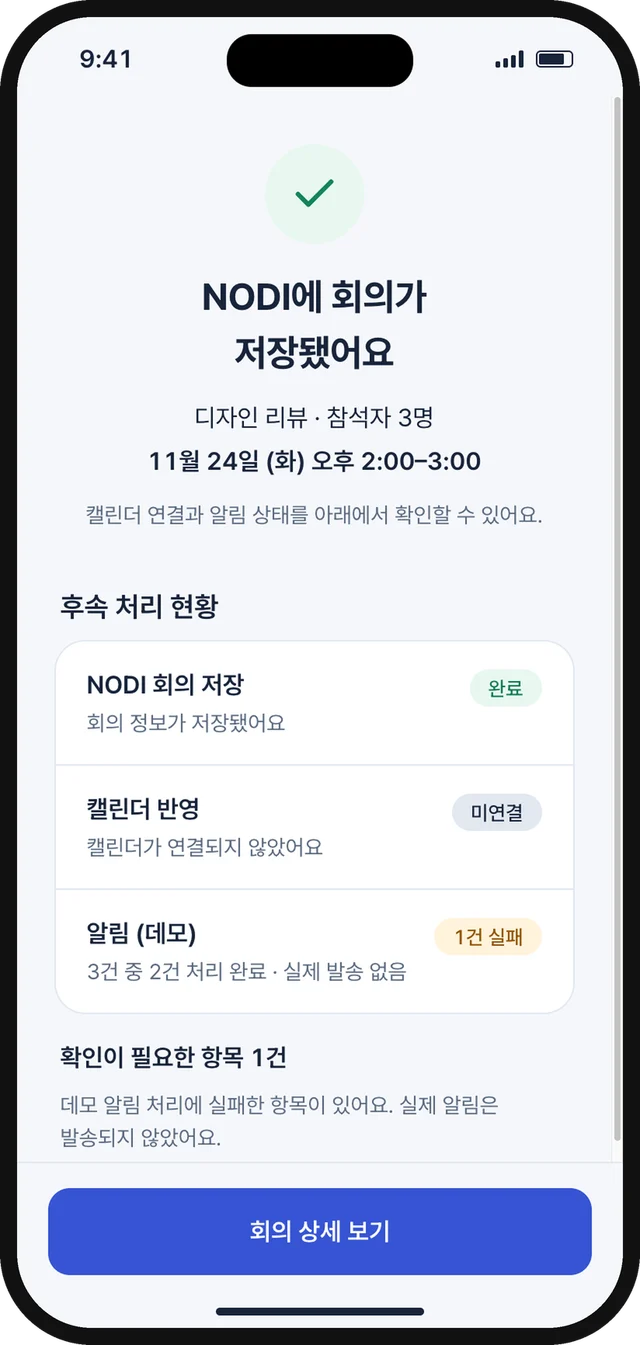 9:41
NODI에 회의가
저장됐어요
디자인 리뷰 · 참석자 3명
11월 24일 (화) 오후 2:00–3:00
캘린더 연결과 알림 상태를 아래에서 확인할 수 있어요.
후속 처리 현황
NODI 회의 저장
완료
회의 정보가 저장됐어요
캘린더 반영
미연결
캘린더가 연결되지 않았어요
알림 (데모)
1건 실패
3건 중 2건 처리 완료 · 실제 발송 없음
확인이 필요한 항목 1건
데모 알림 처리에 실패한 항목이 있어요. 실제 알림은
발송되지 않았어요.
회의 상세 보기